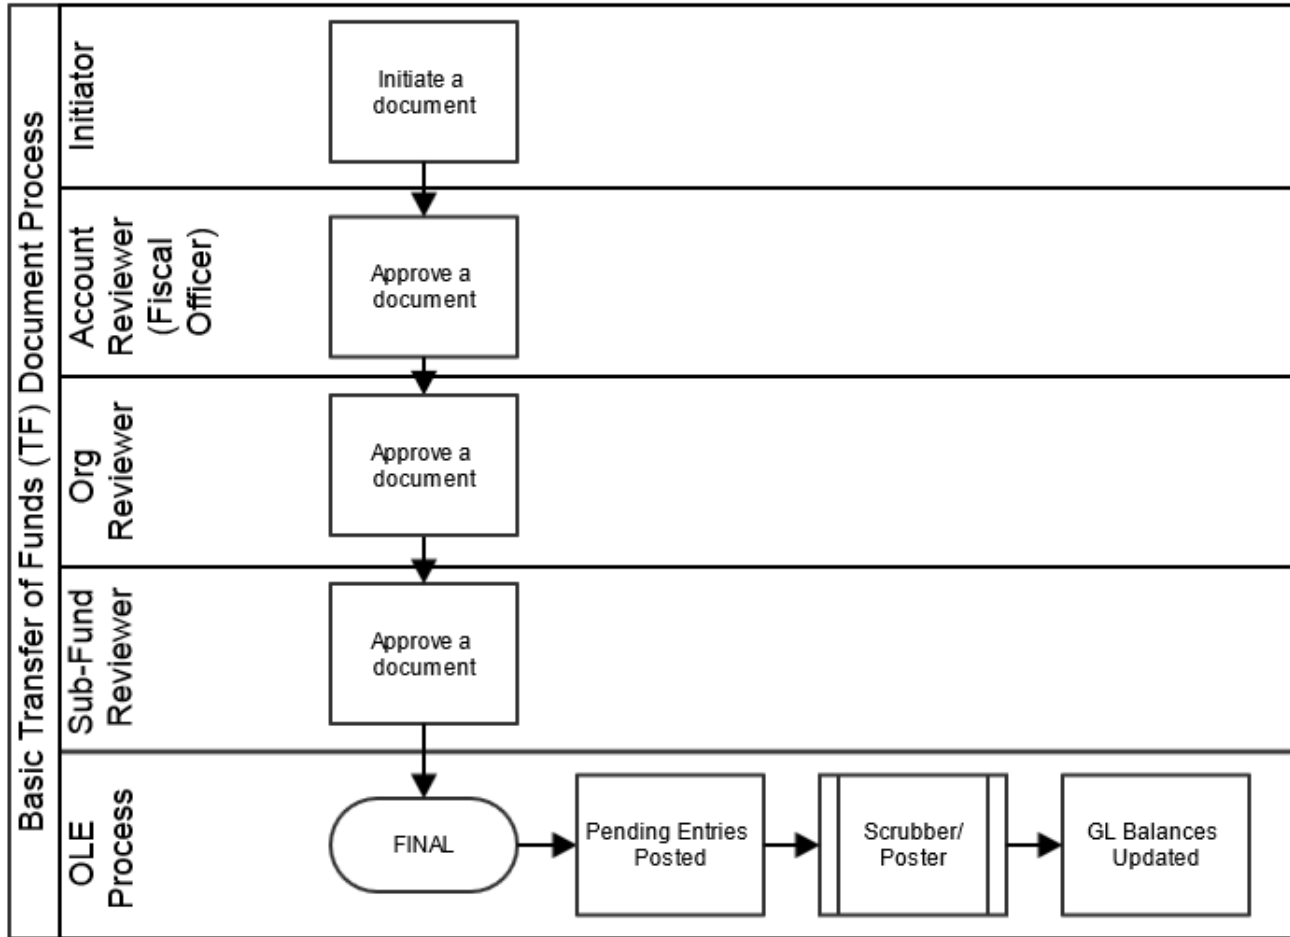 Basic Transfer of Funds (TF) Document Process
Initiator
Initiate a
document
Account
Reviewer
(Fiscal
Officer)
Approve a
document
Org
Reviewer
Approve a
document
Sub-Fund
Reviewer
Approve a
document
OLE
Process
FINAL
Pending Entries
Posted
Scrubber/
Poster
GL Balances
Updated